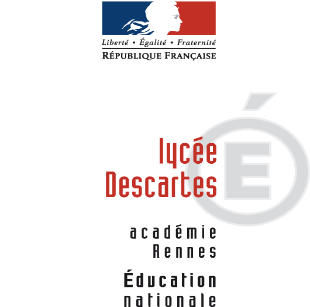 Liberté • Égalité • Fraternité
RÉPUBLIQUE FRANÇAISE
lycée
Descartes
É
académie
Rennes
Éducation
nationale